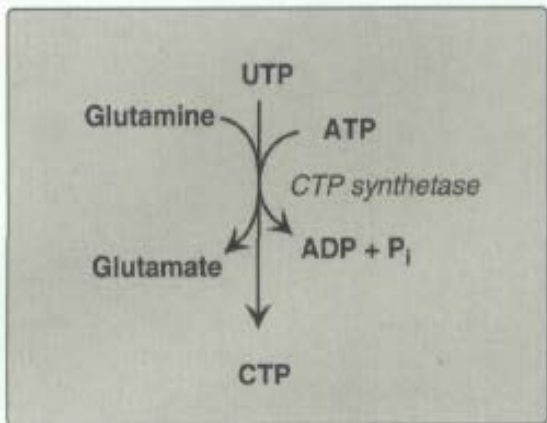 UTP
Glutamine
ATP
CTP synthetase
Glutamate
ADP + Pi
CTP